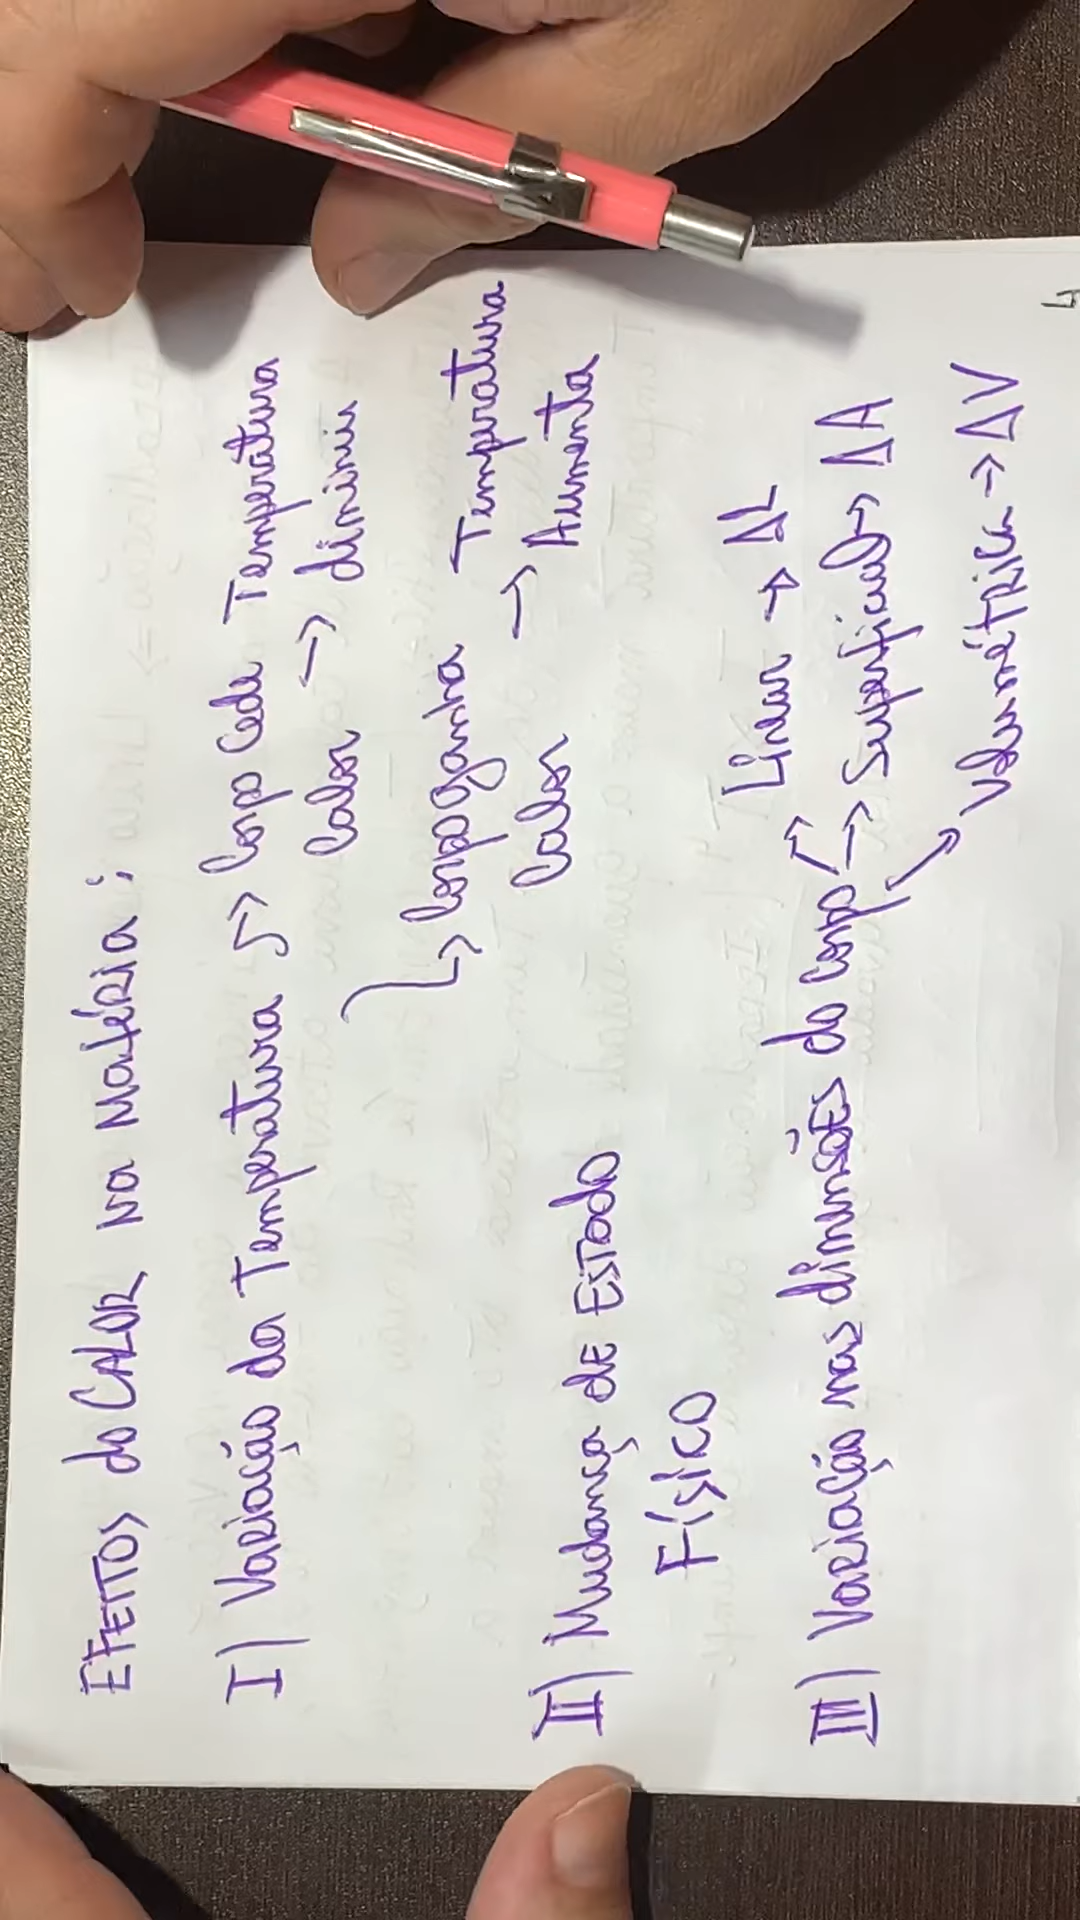 EFEITOS do CALOR na Matéria:
I) Variação da Temperatura → Corpo Cede Temperatura
Calor → diminui
↳ Corpo ganha Temperatura
Calor → Aumenta
II) Mudança de Estado
Físico
III) Variação nas dimensões do corpo → Linear → ΔL
→ Superficial → ΔA
→ Volumétrica → ΔV
4